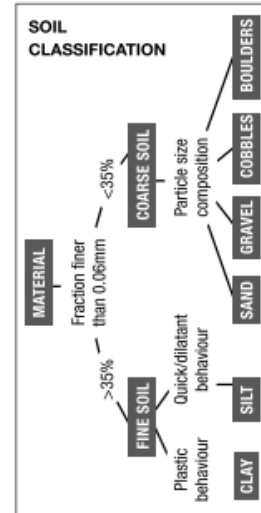 SOIL
CLASSIFICATION
MATERIAL
Fraction finer
than 0.06mm
>35%
<35%
FINE SOIL
COARSE SOIL
Plastic
behaviour
Quick/dilatant
behaviour
Particle size
composition
CLAY
SILT
SAND
GRAVEL
COBBLES
BOULDERS